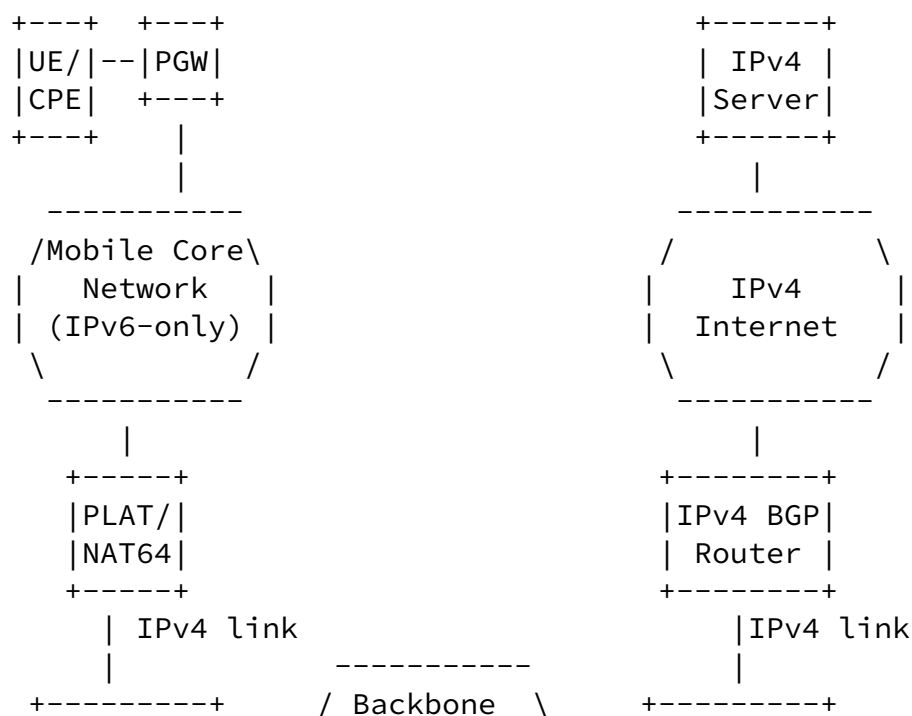 +---+  +---+                          +------+
|UE/|--|PGW|                          | IPv4 |
|CPE|  +---+                          |Server|
+---+    |                            +------+
         |                               |
  -----------                        -----------
 /Mobile Core\                      /           \
|   Network   |                    |    IPv4     |
| (IPv6-only) |                    |  Internet   |
 \           /                      \           /
  -----------                        -----------
      |                                  |
   +-----+                          +--------+
   |PLAT/|                          |IPv4 BGP|
   |NAT64|                          | Router |
   +-----+                          +--------+
     | IPv4 link                        |IPv4 link
     |            -----------           |
 +---------+     / Backbone  \     +---------+